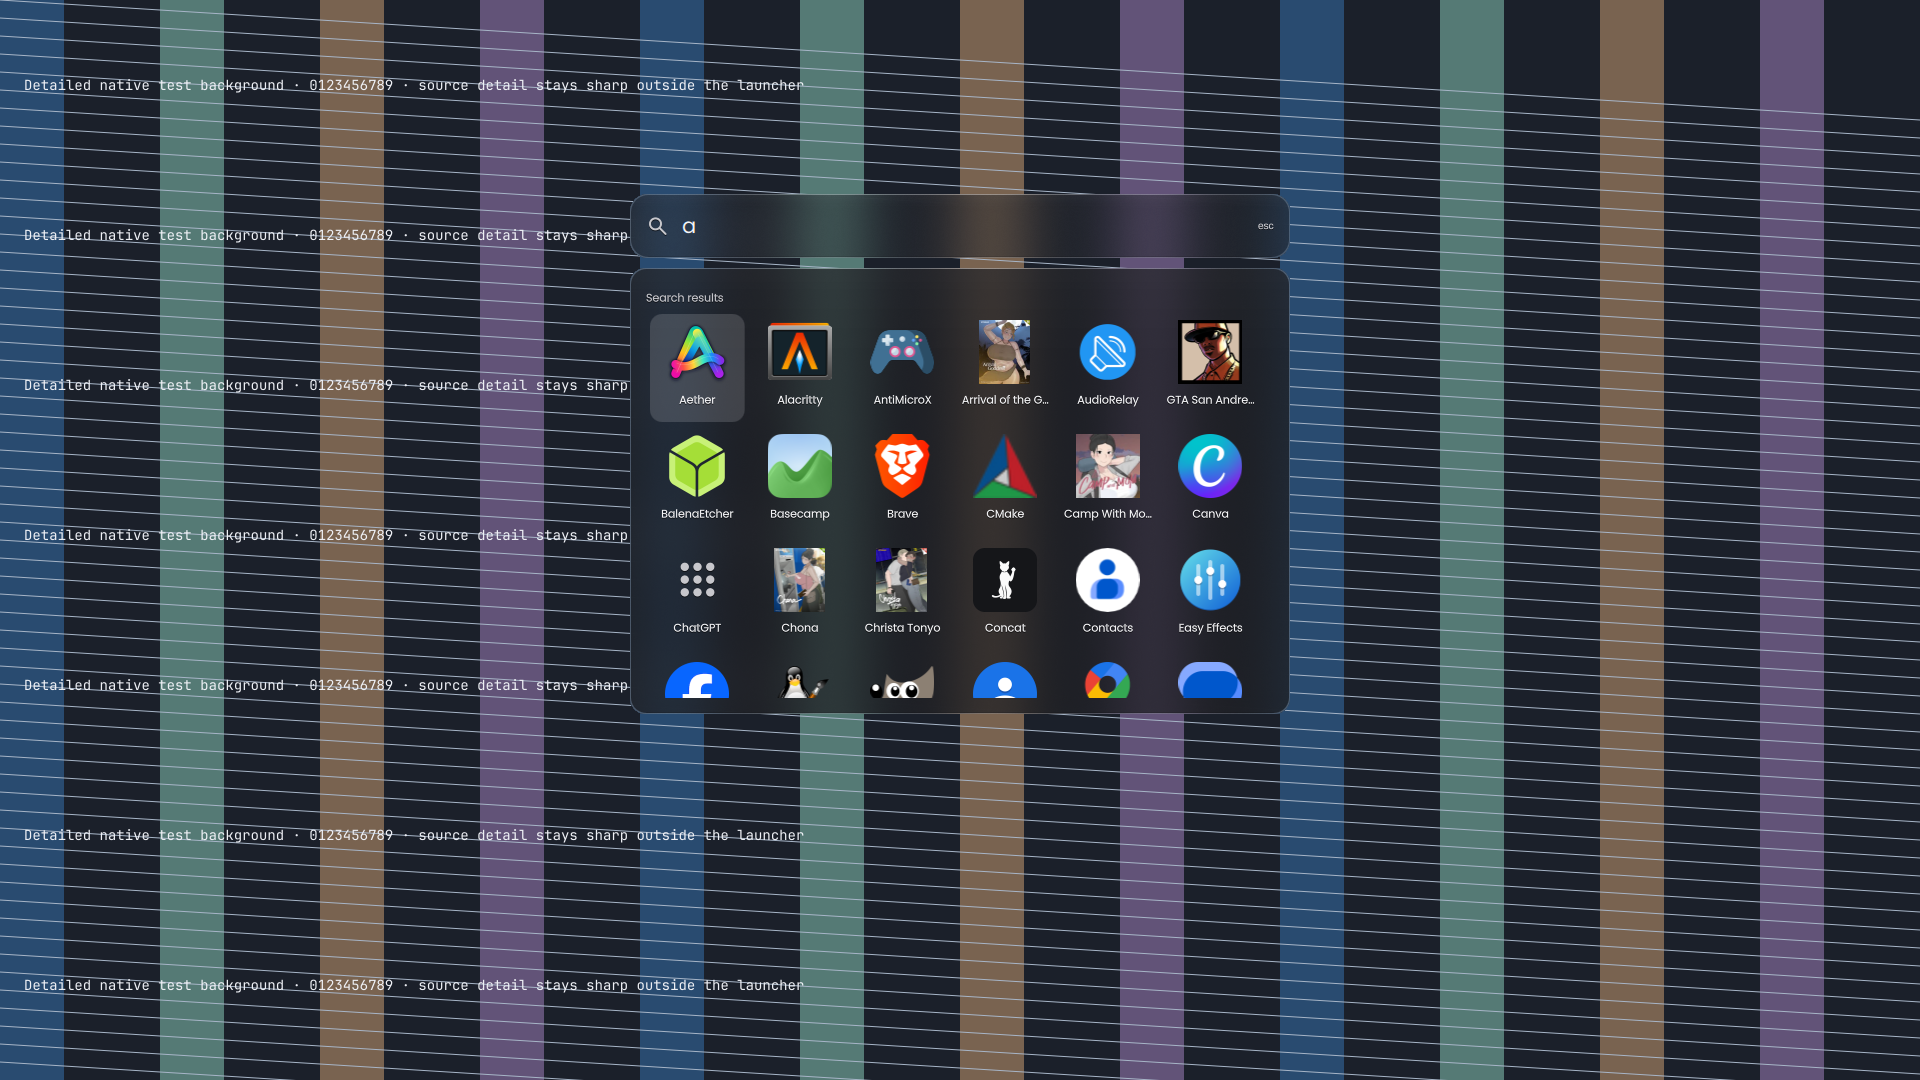 Detailed native test background · 0123456789 · source detail stays sharp outside the launcher
a
esc
Detailed native test background · 0123456789 · source detail stays sharp
Search results
Detailed native test background · 0123456789 · source detail stays sharp
Aether
Alacritty
AntiMicroX
Arrival of the G...
AudioRelay
GTA San Andre...
BalenaEtcher
Basecamp
Brave
CMake
Camp With Mo...
Canva
Detailed native test background · 0123456789 · source detail stays sharp
ChatGPT
Chona
Christa Tonyo
Concat
Contacts
Easy Effects
Detailed native test background · 0123456789 · source detail stays sharp
Detailed native test background · 0123456789 · source detail stays sharp outside the launcher
Detailed native test background · 0123456789 · source detail stays sharp outside the launcher